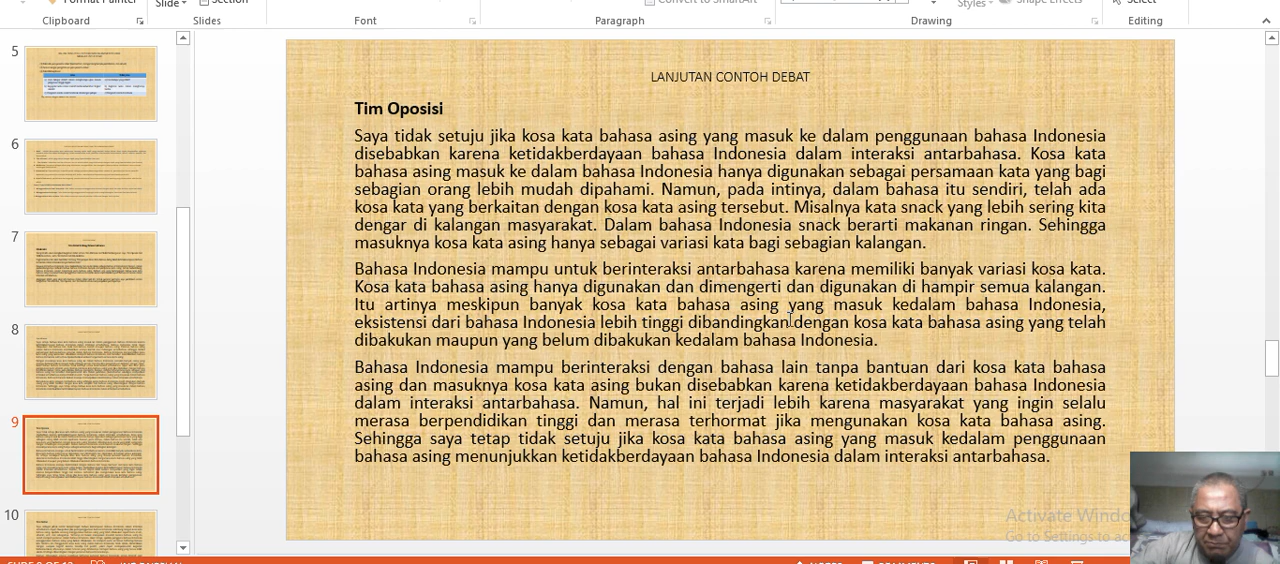 Format Painter
Slide
Section
Convert to SmartArt
Styles
Shape Effects
Select
Clipboard
Slides
Font
Paragraph
Drawing
Editing
5
6
7
8
9
10
LANJUTAN CONTOH DEBAT
Tim Oposisi
Saya tidak setuju jika kosa kata bahasa asing yang masuk ke dalam penggunaan bahasa Indonesia
disebabkan karena ketidakberdayaan bahasa Indonesia dalam interaksi antarbahasa. Kosa kata
bahasa asing masuk ke dalam bahasa Indonesia hanya digunakan sebagai persamaan kata yang bagi
sebagian orang lebih mudah dipahami. Namun, pada intinya, dalam bahasa itu sendiri, telah ada
kosa kata yang berkaitan dengan kosa kata asing tersebut. Misalnya kata snack yang lebih sering kita
dengar di kalangan masyarakat. Dalam bahasa Indonesia snack berarti makanan ringan. Sehingga
masuknya kosa kata asing hanya sebagai variasi kata bagi sebagian kalangan.
Bahasa Indonesia mampu untuk berinteraksi antarbahasa karena memiliki banyak variasi kosa kata.
Kosa kata bahasa asing hanya digunakan dan dimengerti dan digunakan di hampir semua kalangan.
Itu artinya meskipun banyak kosa kata bahasa asing yang masuk kedalam bahasa Indonesia,
eksistensi dari bahasa Indonesia lebih tinggi dibandingkan dengan kosa kata bahasa asing yang telah
dibakukan maupun yang belum dibakukan kedalam bahasa Indonesia.
Bahasa Indonesia mampu berinteraksi dengan bahasa lain tanpa bantuan dari kosa kata bahasa
asing dan masuknya kosa kata asing bukan disebabkan karena ketidakberdayaan bahasa Indonesia
dalam interaksi antarbahasa. Namun, hal ini terjadi lebih karena masyarakat yang ingin selalu
merasa berpendidikan tinggi dan merasa terhormat jika mengunakan kosa kata bahasa asing.
Sehingga saya tetap tidak setuju jika kosa kata bahasa asing yang masuk kedalam penggunaan
bahasa asing menunjukkan ketidakberdayaan bahasa Indonesia dalam interaksi antarbahasa.
Activate Windo
Go to Settings to ac